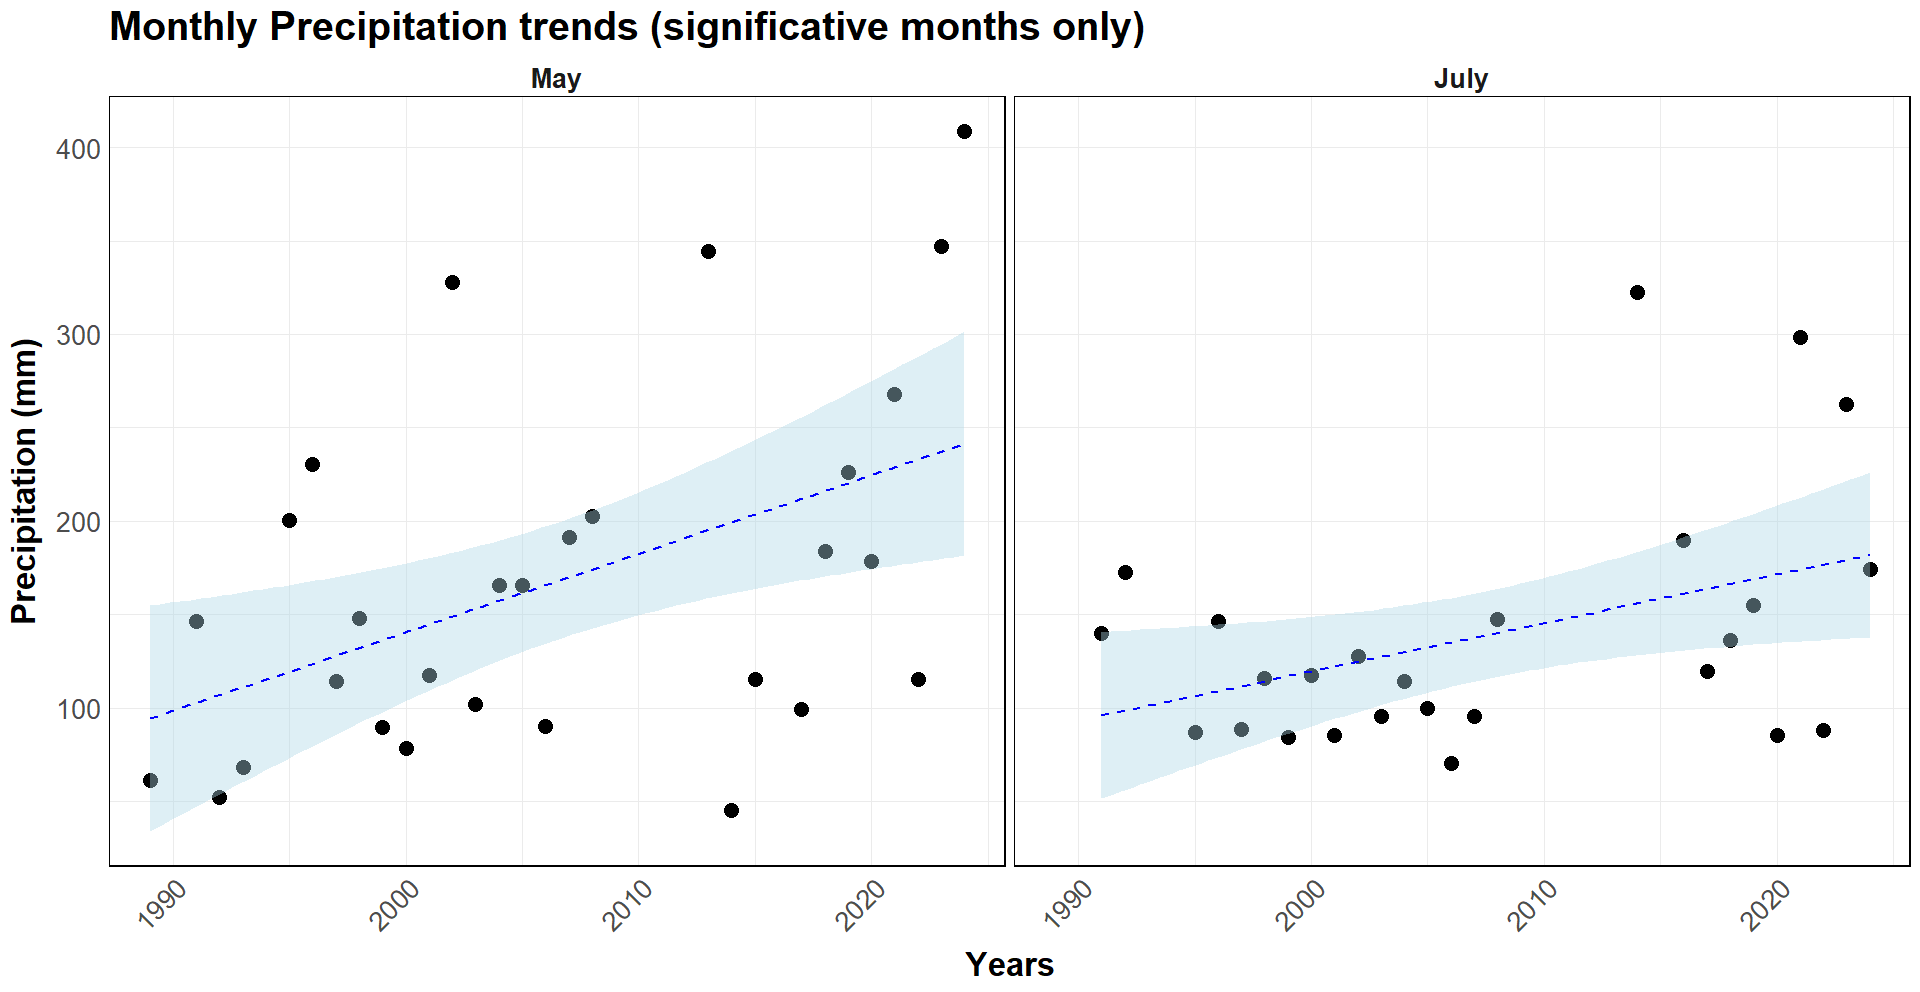 Monthly Precipitation trends (significative months only)
May
July
Precipitation (mm)
400
300
200
100
1990
2000
2010
2020
1990
2000
2010
2020
Years